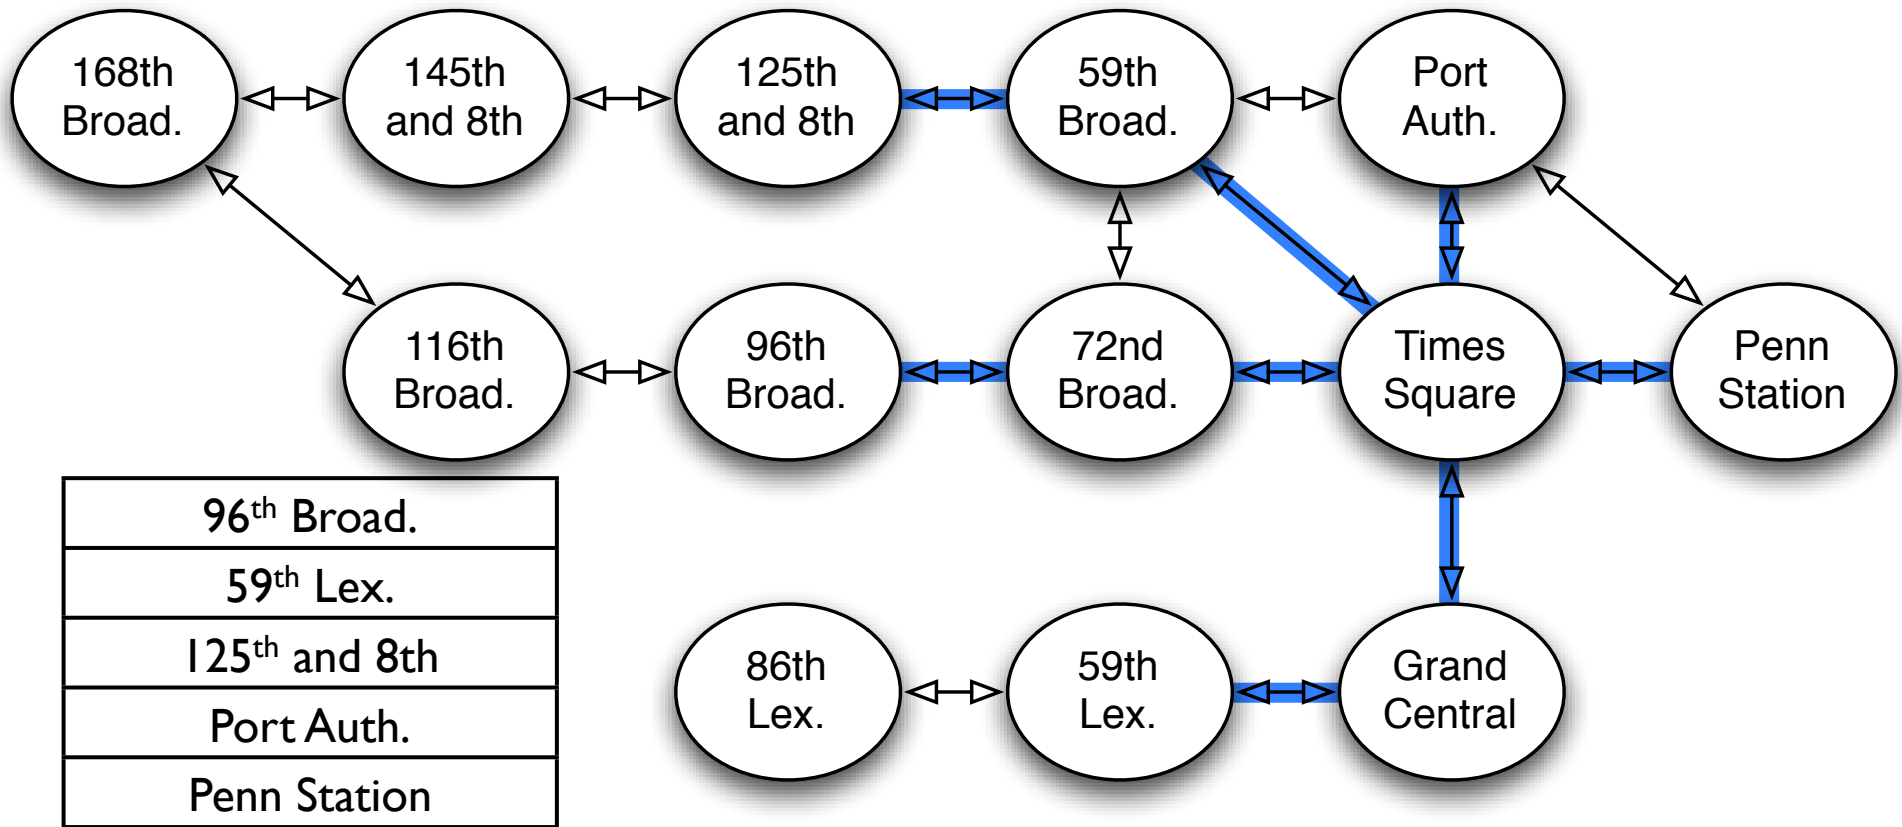 168th
Broad.
145th
and 8th
125th
and 8th
59th
Broad.
Port
Auth.
116th
Broad.
96th
Broad.
72nd
Broad.
Times
Square
Penn
Station
86th
Lex.
59th
Lex.
Grand
Central
96th Broad.
59th Lex.
125th and 8th
Port Auth.
Penn Station